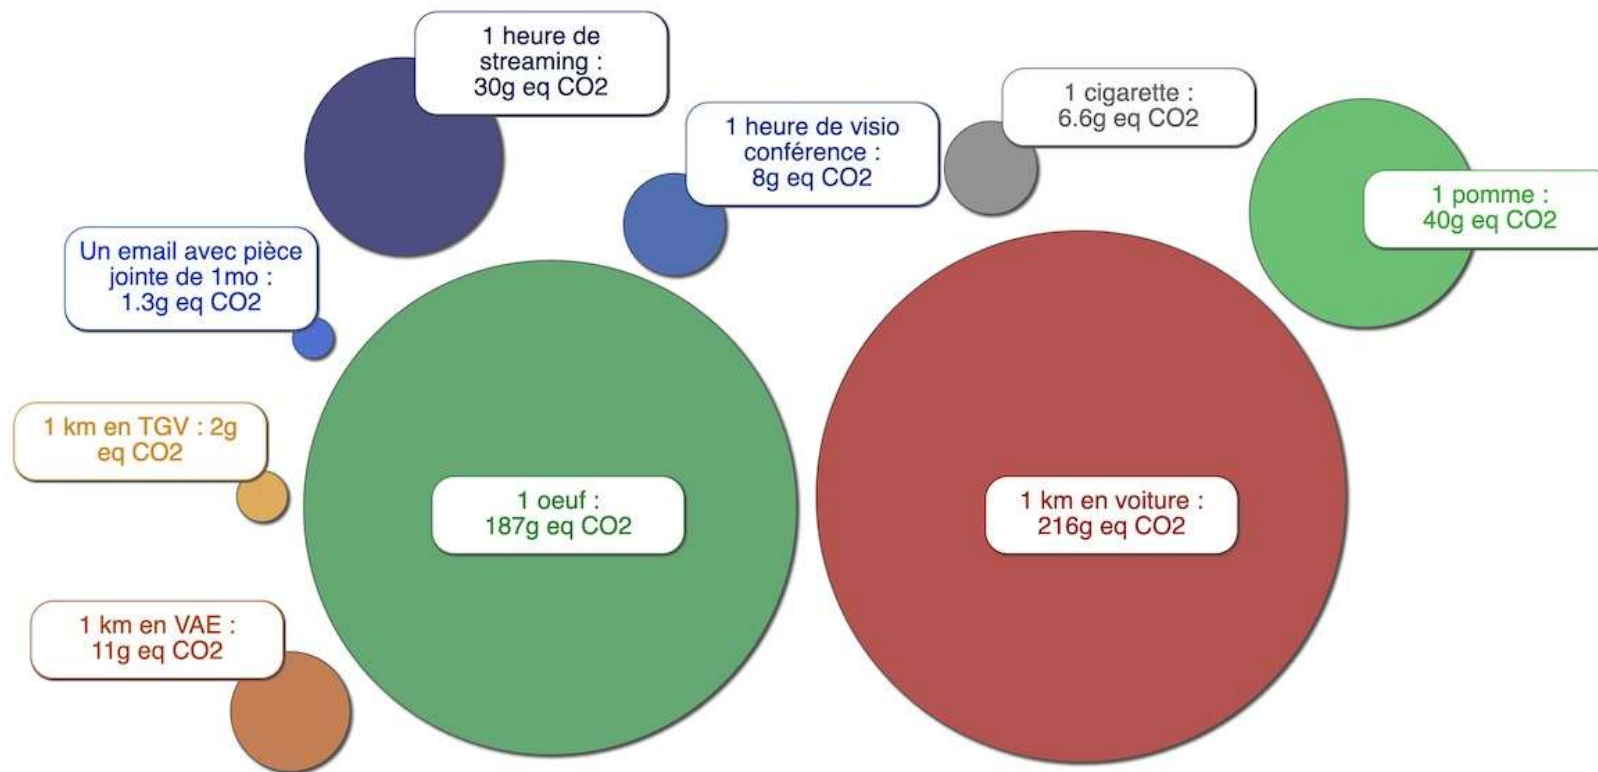 1 heure de
streaming :
30g eq CO2
1 cigarette :
6.6g eq CO2
1 heure de visio
conférence :
8g eq CO2
1 pomme :
40g eq CO2
Un email avec pièce
jointe de 1mo :
1.3g eq CO2
1 km en TGV : 2g
eq CO2
1 oeuf :
187g eq CO2
1 km en voiture :
216g eq CO2
1 km en VAE :
11g eq CO2